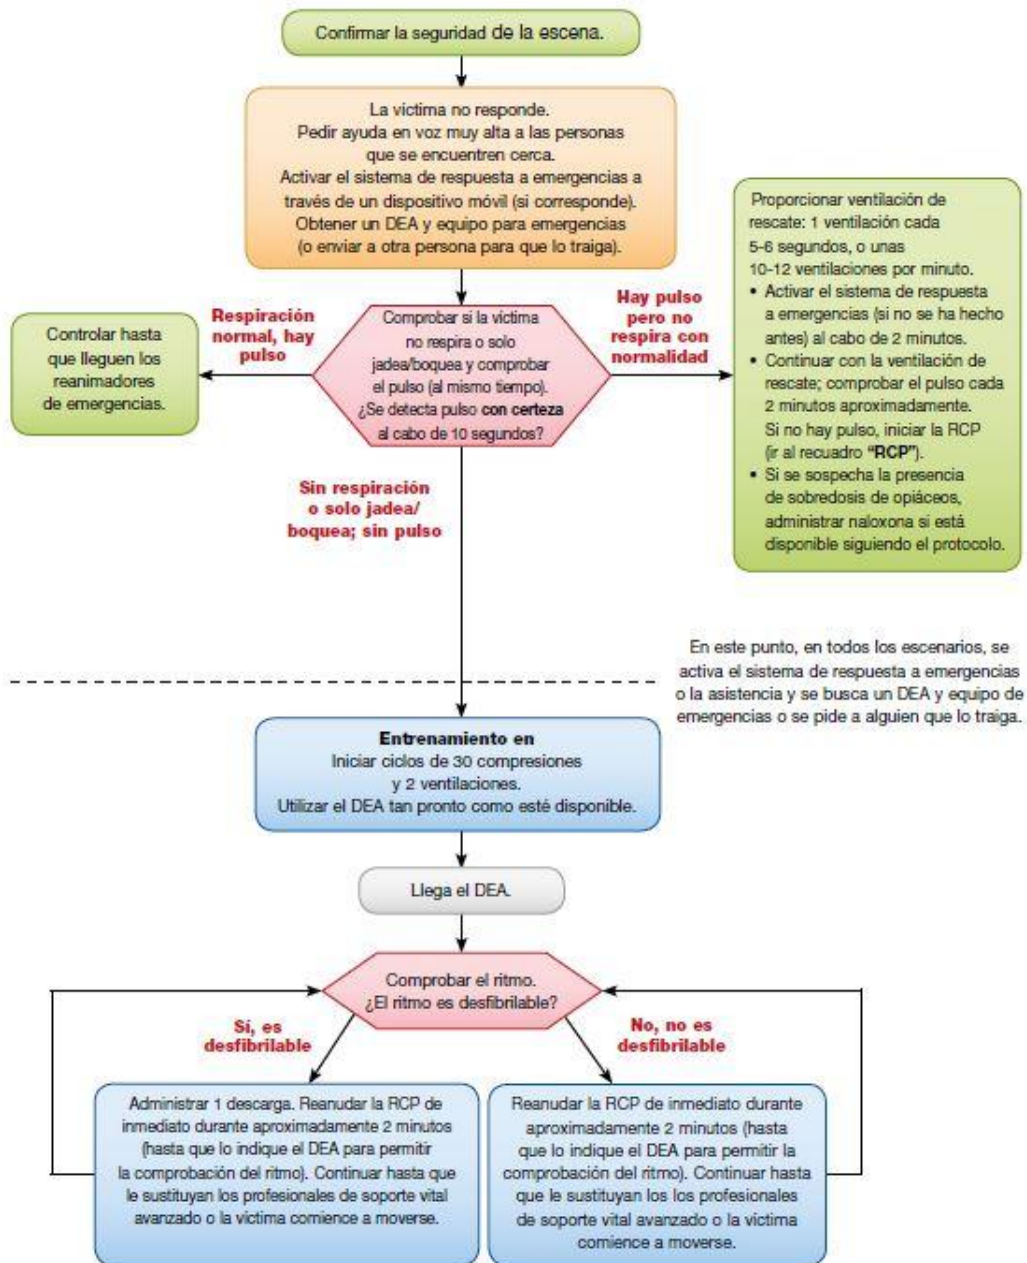 Confirmar la seguridad de la escena.
La víctima no responde.
Pedir ayuda en voz muy alta a las personas
que se encuentren cerca.
Activar el sistema de respuesta a emergencias a
través de un dispositivo móvil (si corresponde).
Obtener un DEA y equipo para emergencias
(o enviar a otra persona para que lo traiga).
Respiración
normal, hay
pulso
Controlar hasta
que lleguen los
reanimadores
de emergencias.
Comprobar si la víctima
no respira o solo
jadea/boquea y comprobar
el pulso (al mismo tiempo).
¿Se detecta pulso con certeza
al cabo de 10 segundos?
Hay pulso
pero no
respira con
normalidad
Proporcionar ventilación de
rescate: 1 ventilación cada
5-6 segundos, o unas
10-12 ventilaciones por minuto.
• Activar el sistema de respuesta
a emergencias (si no se ha hecho
antes) al cabo de 2 minutos.
• Continuar con la ventilación de
rescate; comprobar el pulso cada
2 minutos aproximadamente.
Si no hay pulso, iniciar la RCP
(ir al recuadro “RCP”).
• Si se sospecha la presencia
de sobredosis de opiáceos,
administrar naloxona si está
disponible siguiendo el protocolo.
Sin respiración
o solo jadea/
boquea; sin pulso
En este punto, en todos los escenarios, se
activa el sistema de respuesta a emergencias
o la asistencia y se busca un DEA y equipo de
emergencias o se pide a alguien que lo traiga.
Entrenamiento en
Iniciar ciclos de 30 compresiones
y 2 ventilaciones.
Utilizar el DEA tan pronto como esté disponible.
Llega el DEA.
Comprobar el ritmo.
¿El ritmo es desfibrilable?
Sí, es
desfibrilable
No, no es
desfibrilable
Administrar 1 descarga. Reanudar la RCP de
inmediato durante aproximadamente 2 minutos
(hasta que lo indique el DEA para permitir
la comprobación del ritmo). Continuar hasta que
le sustituyan los profesionales de soporte vital
avanzado o la víctima comience a moverse.
Reanudar la RCP de inmediato durante
aproximadamente 2 minutos (hasta
que lo indique el DEA para permitir la
comprobación del ritmo). Continuar hasta
que le sustituyan los los profesionales
de soporte vital avanzado o la víctima
comience a moverse.